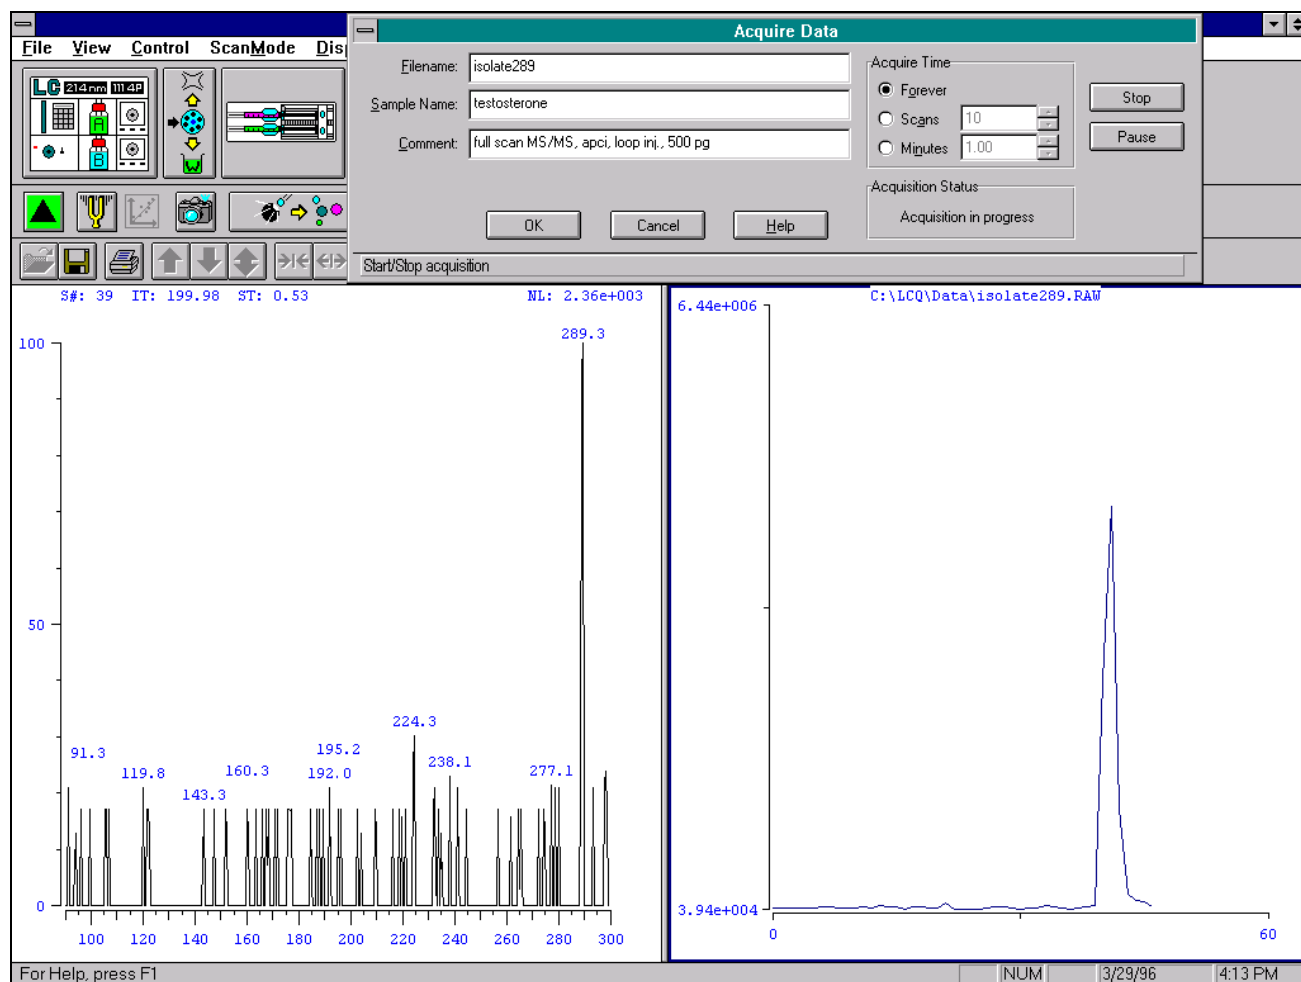 Acquire Data
File View Control ScanMode Disp
Filename: isolate289
Sample Name: testosterone
Comment: full scan MS/MS, apci, loop inj., 500 pg
Acquire Time
Forever
Scans 10
Minutes 1.00
Stop
Pause
Acquisition Status
Acquisition in progress
OK Cancel Help
Start/Stop acquisition
LC 214nm 1114P
A
B
W
S#: 39 IT: 199.98 ST: 0.53 NL: 2.36e+003
289.3
100
50
224.3
91.3
195.2
238.1
119.8
160.3
192.0
277.1
143.3
0
100 120 140 160 180 200 220 240 260 280 300
C:\LCQ\Data\isolate289.RAW
6.44e+006
3.94e+004
0 60
For Help, press F1 NUM 3/29/96 4:13 PM